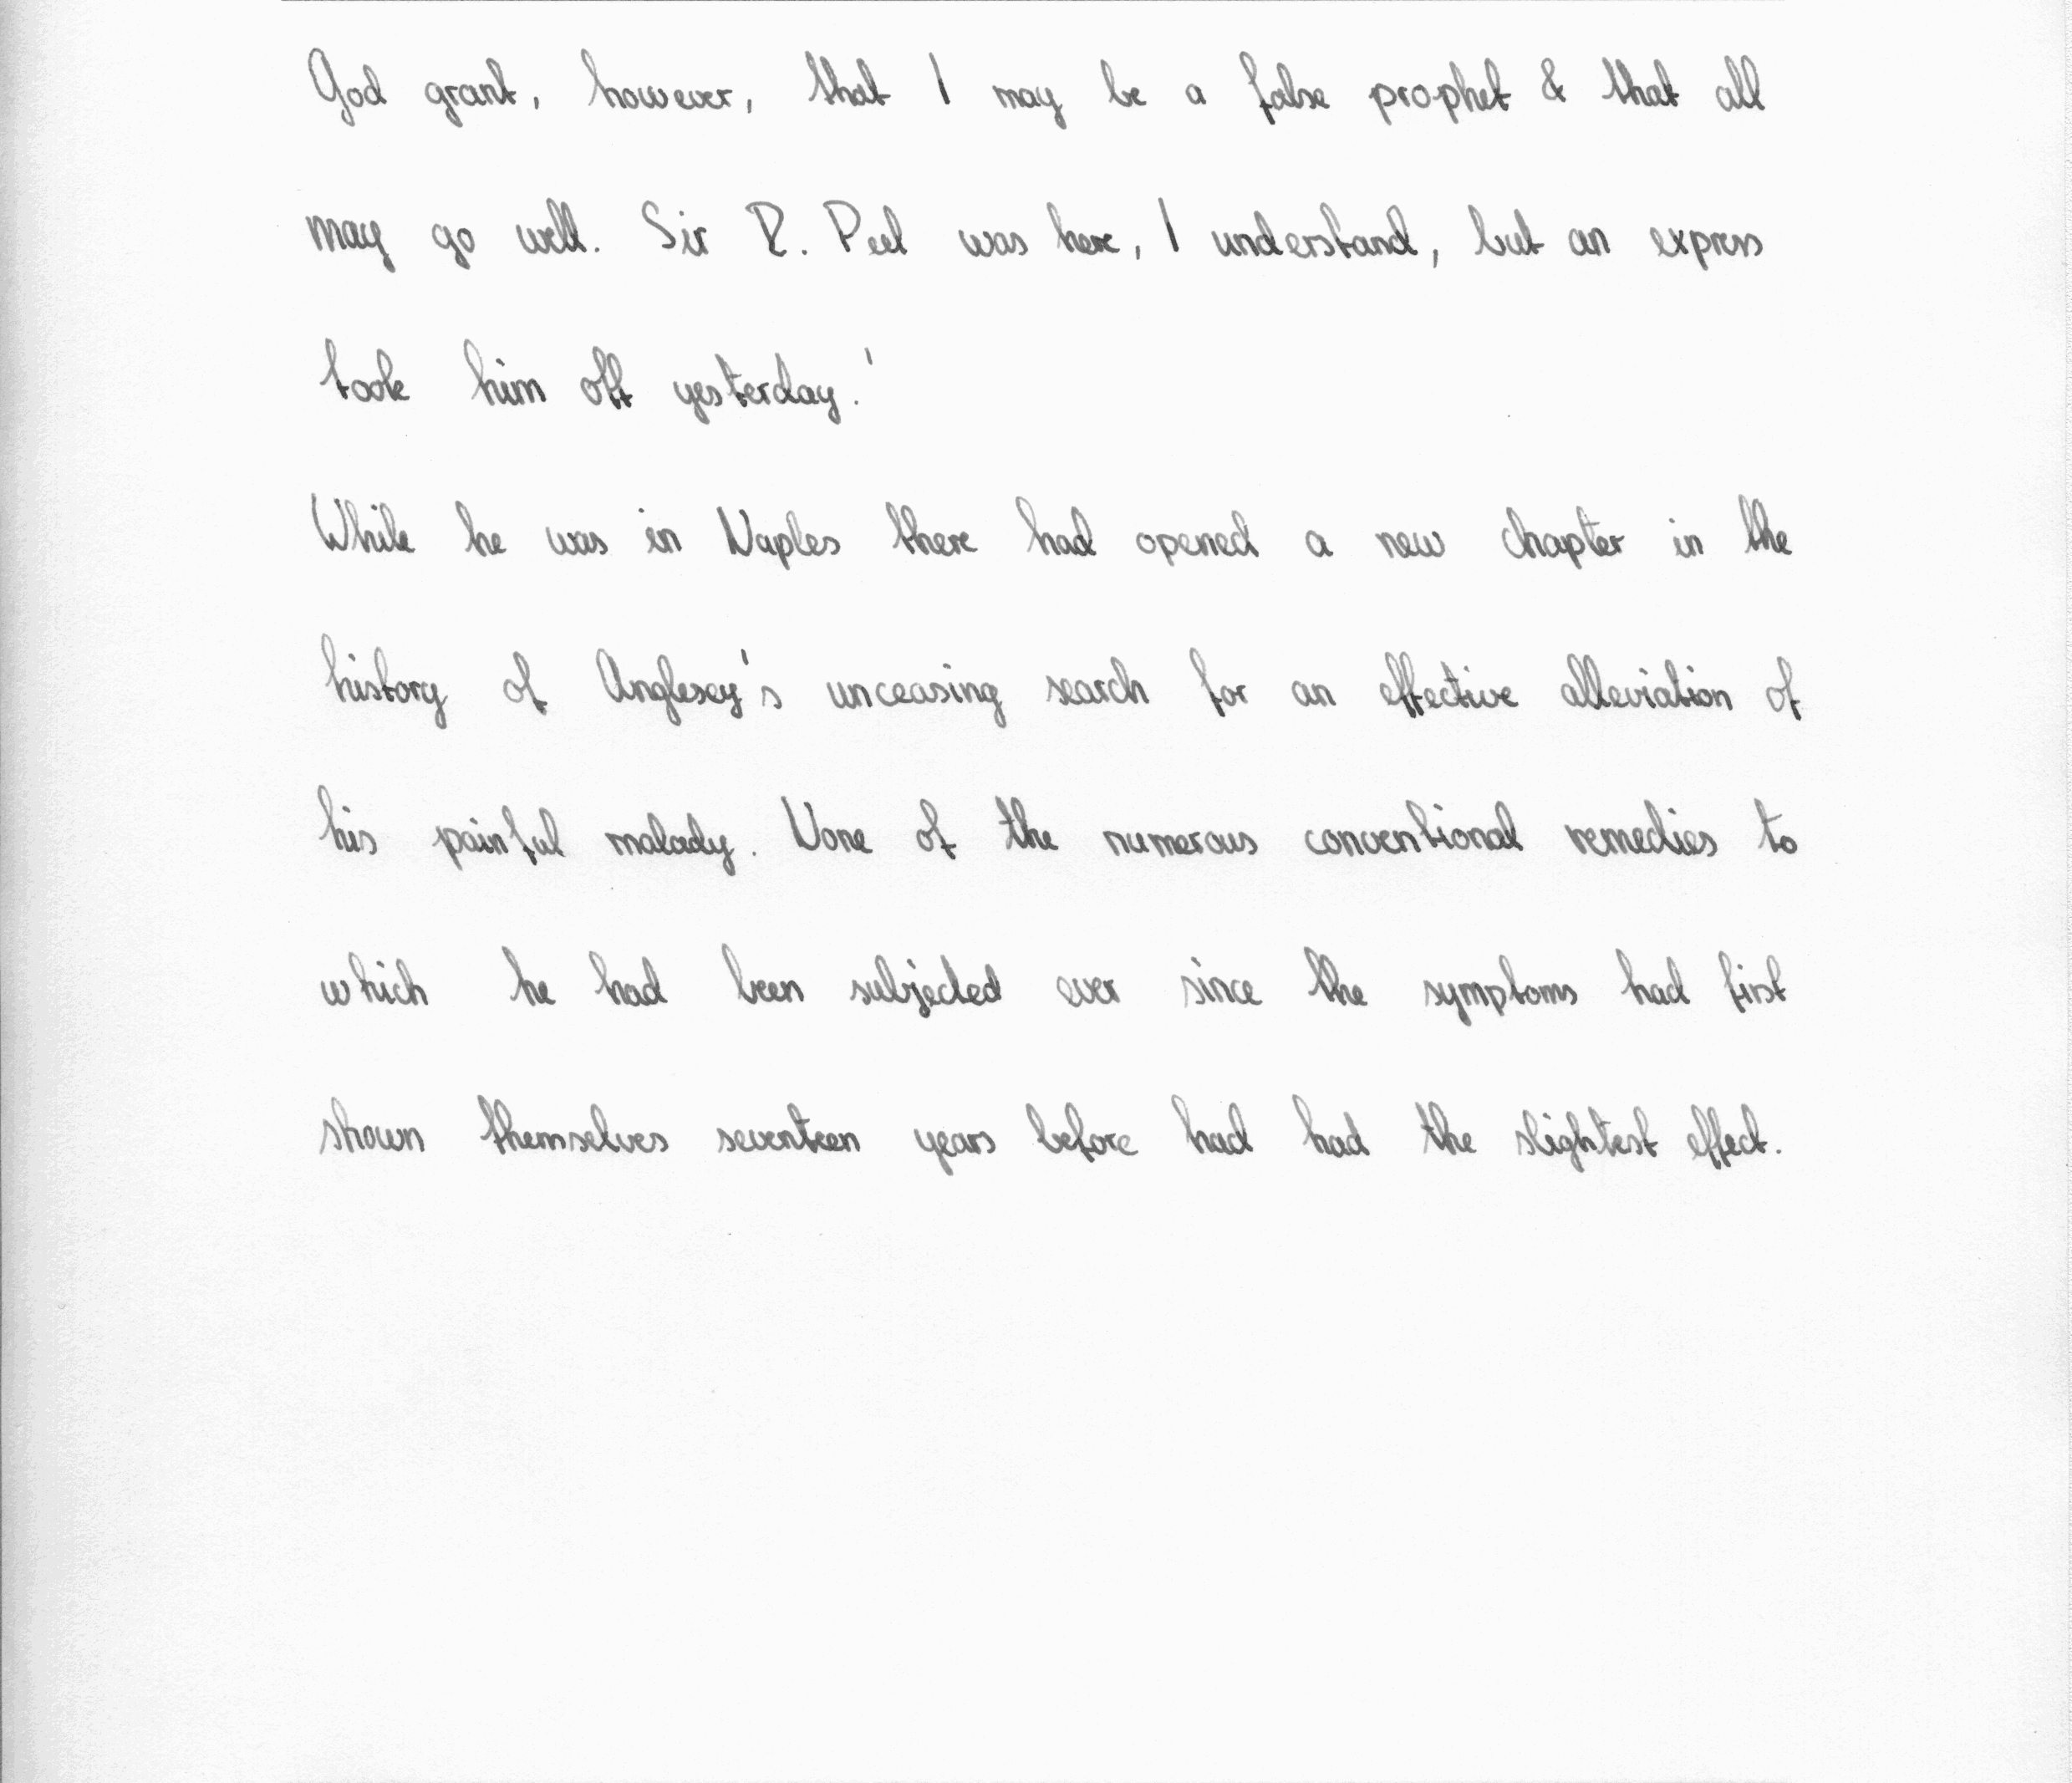 God grant, however, that I may be a false prophet & that all
may go well. Sir R. Peel was here, I understand, but an express
took him off yesterday.'
While he was in Naples there had opened a new chapter in the
history of Anglesey's unceasing search for an effective alleviation of
his painful malady. None of the numerous conventional remedies to
which he had been subjected ever since the symptoms had first
shown themselves seventeen years before had had the slightest effect.